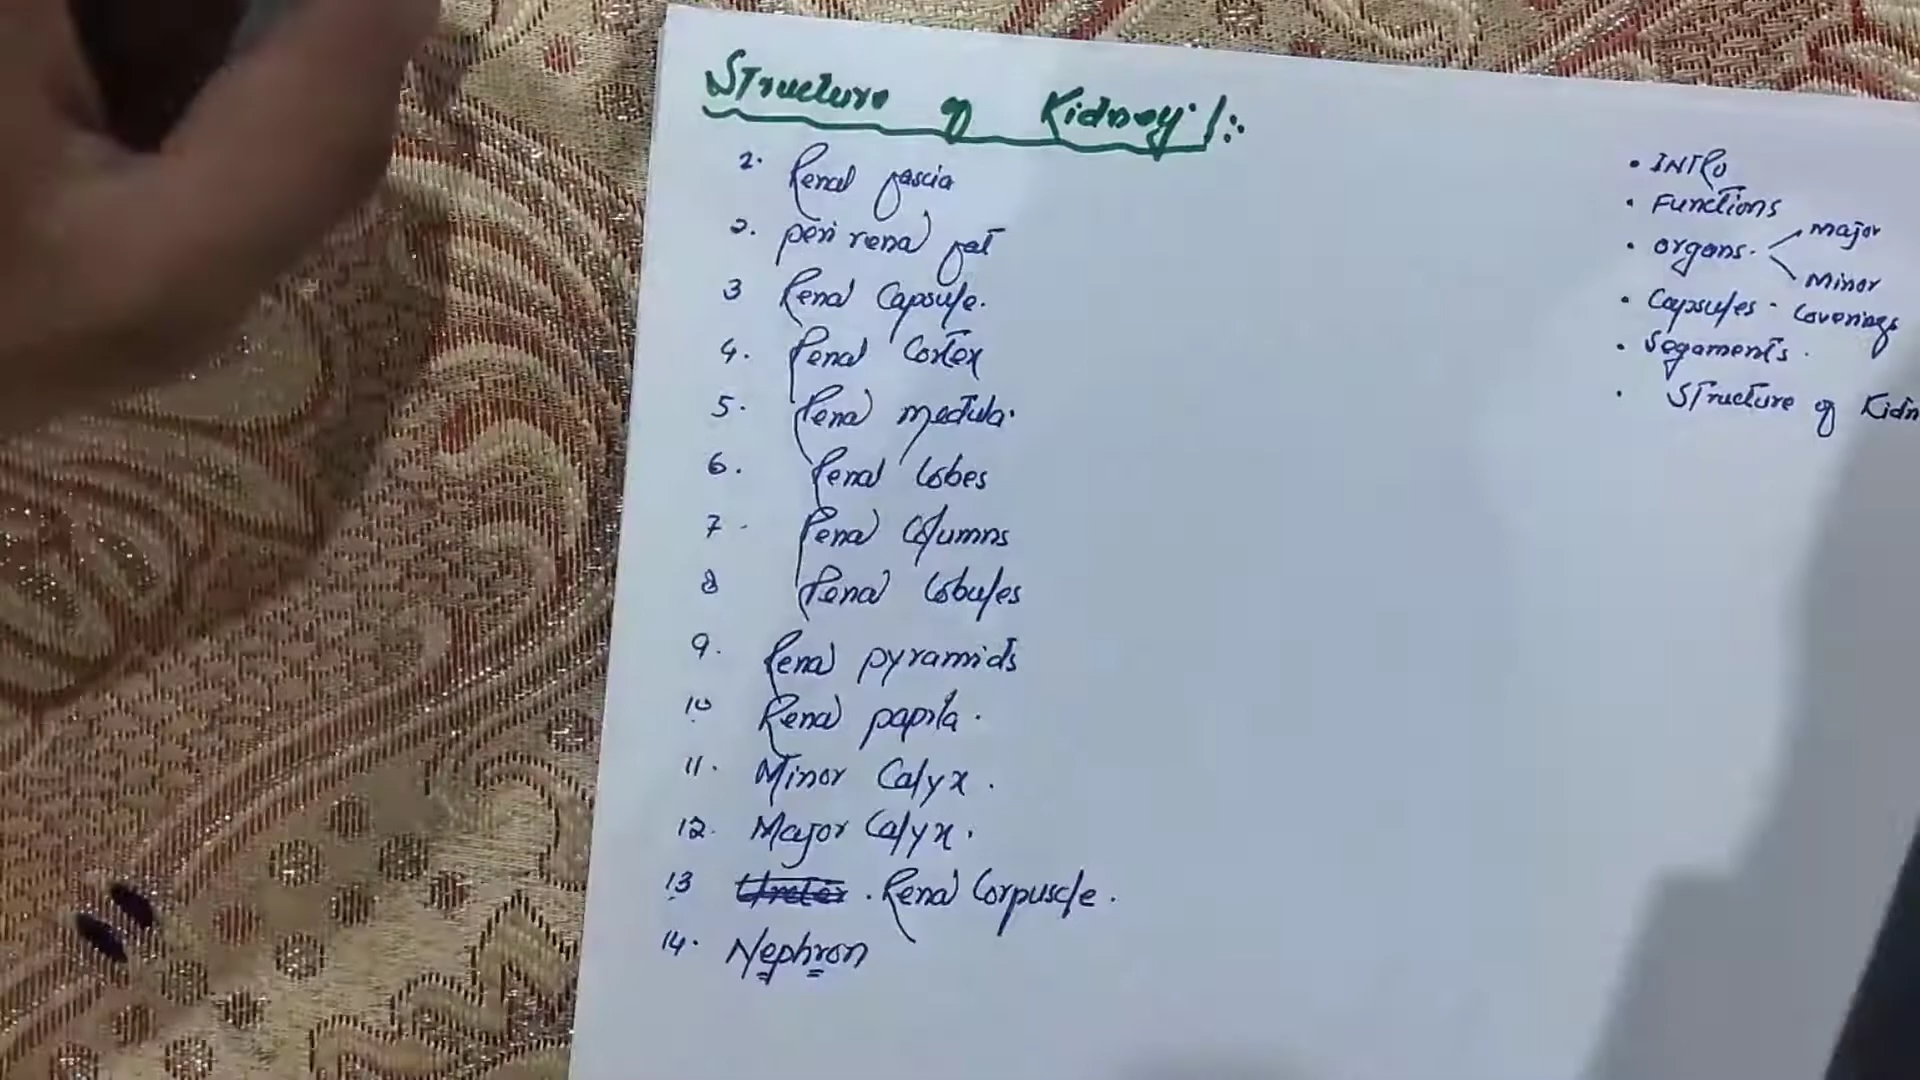 Structure of Kidney :
2. Renal fascia
2. peri renal fat
3 Renal Capsule.
4. Renal Cortex
5. Renal medula.
6. Renal lobes
7. Renal Columns
8 Renal lobules
9. Renal pyramids
10 Renal papila.
11. Minor Calyx.
12. Major Calyx.
13 Ureter. Renal Corpuscle.
14. Nephron
• INTRO
• Functions
• organs. Major
Minor
• Capsules - Coverings
• Segaments.
• Structure of Kidn